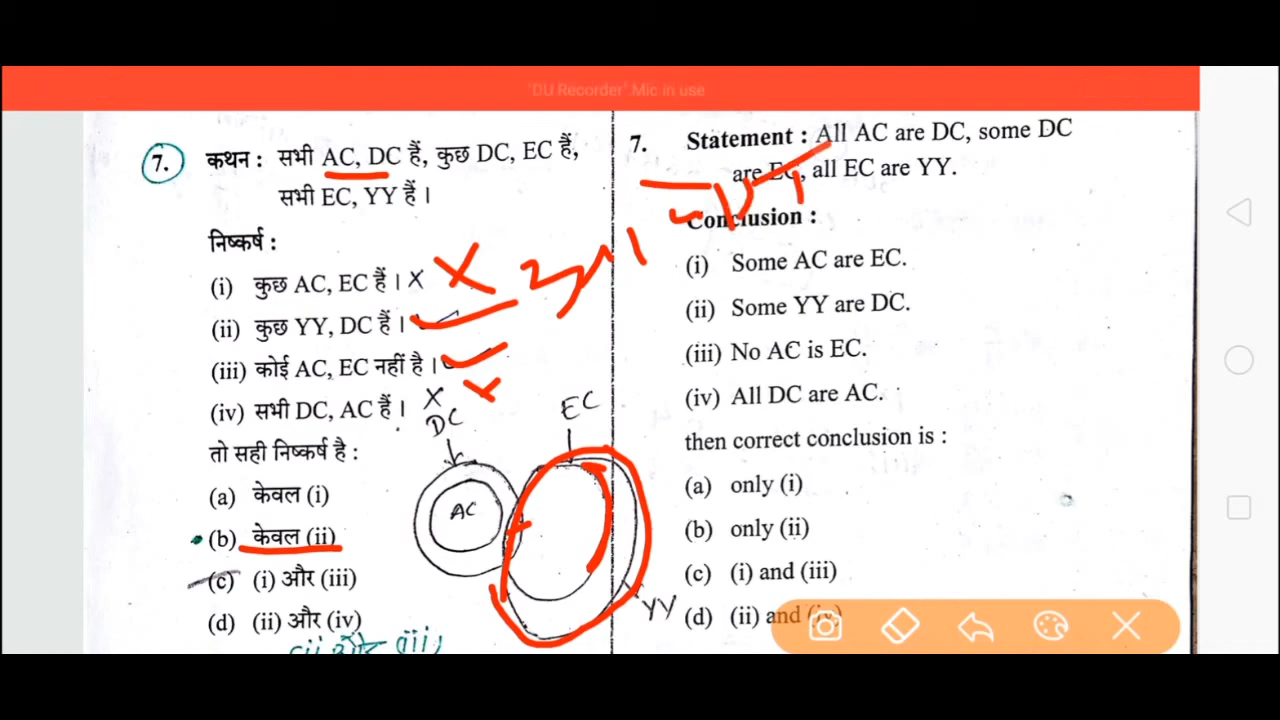 'DU Recorder' Mic in use
7. कथन : सभी AC, DC हैं, कुछ DC, EC हैं,
सभी EC, YY हैं।
निष्कर्ष :
(i) कुछ AC, EC हैं। X X
(ii) कुछ YY, DC हैं।
(iii) कोई AC, EC नहीं है।
(iv) सभी DC, AC हैं। X
तो सही निष्कर्ष है :
(a) केवल (i)
(b) केवल (ii)
(c) (i) और (iii)
(d) (ii) और (iv)
(ii और (iii)
DC
EC
AC
YY
7. Statement : All AC are DC, some DC
are EC, all EC are YY.
Conclusion :
(i) Some AC are EC.
(ii) Some YY are DC.
(iii) No AC is EC.
(iv) All DC are AC.
then correct conclusion is :
(a) only (i)
(b) only (ii)
(c) (i) and (iii)
(d) (ii) and (iv)